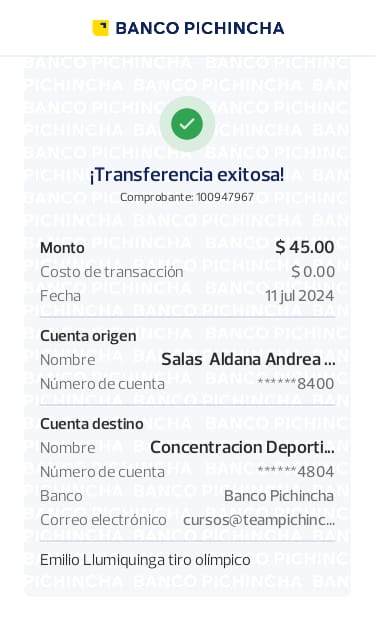 BANCO PICHINCHA
¡Transferencia exitosa!
Comprobante: 100947967
Monto $ 45.00
Costo de transacción $ 0.00
Fecha 11 jul 2024
Cuenta origen
Nombre Salas Aldana Andrea ...
Número de cuenta ******8400
Cuenta destino
Nombre Concentracion Deporti...
Número de cuenta ******4804
Banco Banco Pichincha
Correo electrónico cursos@teampichinc...
Emilio Llumiquinga tiro olímpico